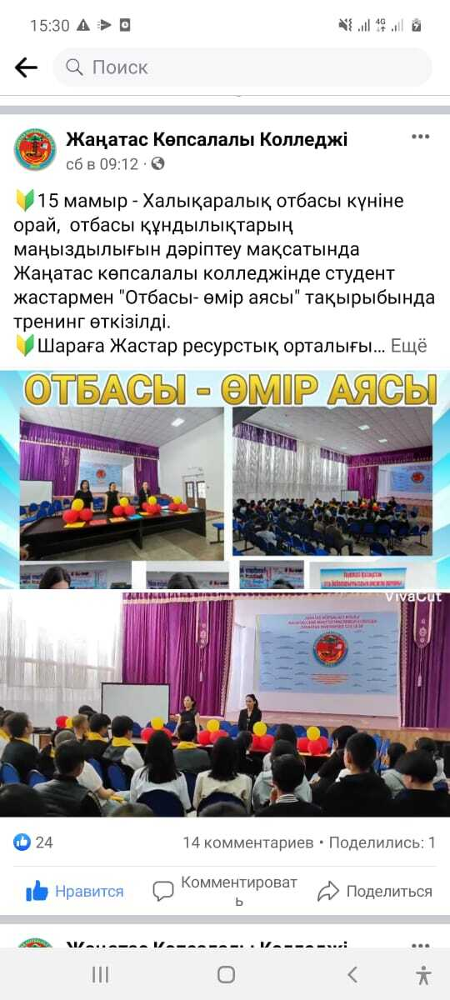 15:30
4G
Поиск
Жаңатас Көпсалалы Колледжі
сб в 09:12 ·
15 мамыр - Халықаралық отбасы күніне
орай, отбасы құндылықтарың
маңыздылығын дәріптеу мақсатында
Жаңатас көпсалалы колледжінде студент
жастармен "Отбасы- өмір аясы" тақырыбында
тренинг өткізілді.
Шараға Жастар ресурстық орталығы... Ещё
ОТБАСЫ - ӨМІР АЯСЫ
VivaCut
24
14 комментариев • Поделились: 1
Нравится
Комментироват
ь
Поделиться
Жаңатас Көпсалалы Колледжі